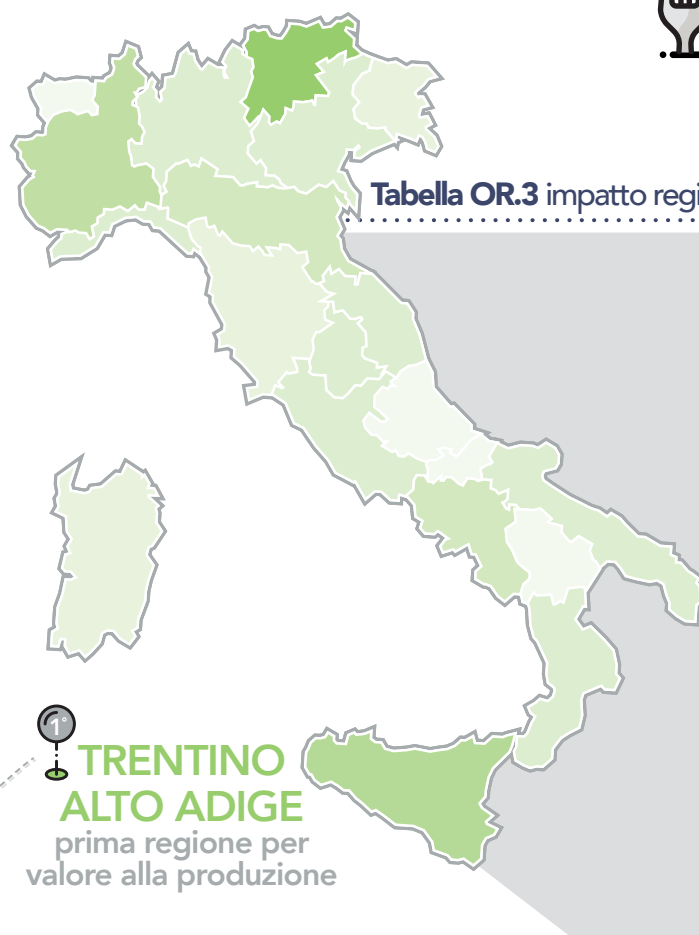 Tabella OR.3 impatto regi
1°
TRENTINO
ALTO ADIGE
prima regione per
valore alla produzione